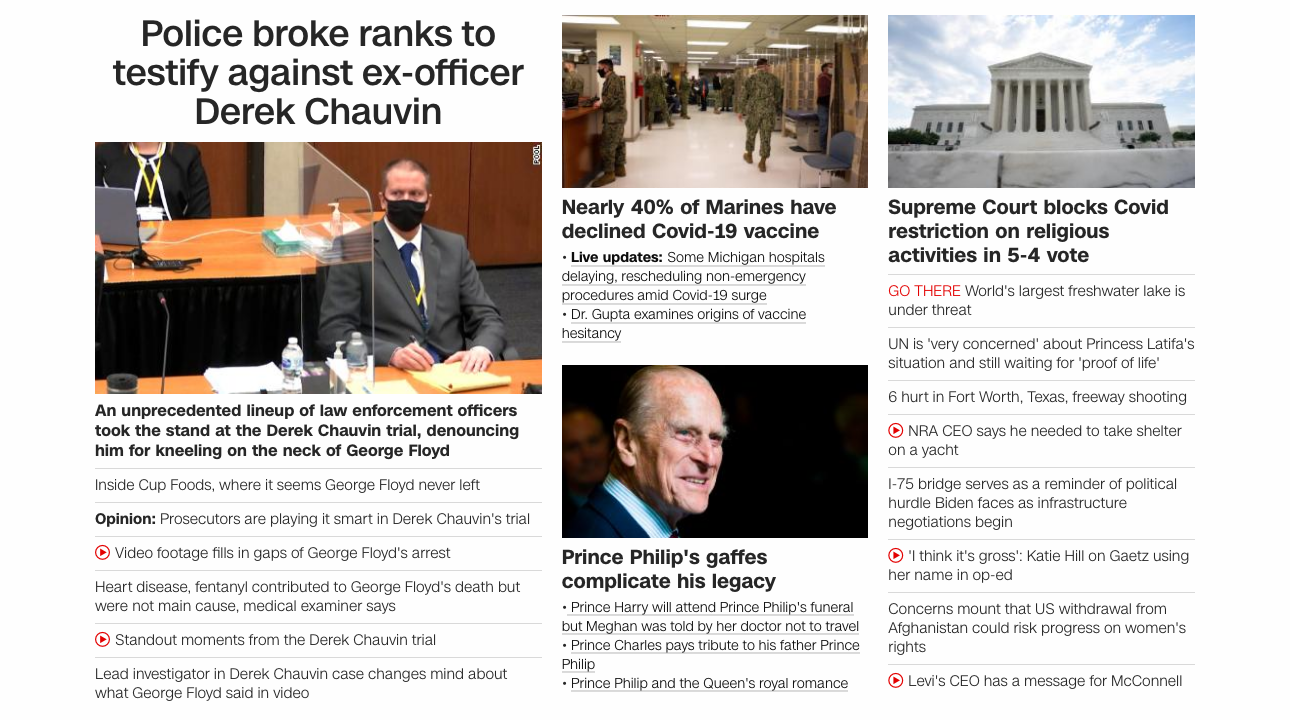 Police broke ranks to
testify against ex-officer
Derek Chauvin
POOL
An unprecedented lineup of law enforcement officers
took the stand at the Derek Chauvin trial, denouncing
him for kneeling on the neck of George Floyd
Inside Cup Foods, where it seems George Floyd never left
Opinion: Prosecutors are playing it smart in Derek Chauvin's trial
Video footage fills in gaps of George Floyd's arrest
Heart disease, fentanyl contributed to George Floyd's death but
were not main cause, medical examiner says
Standout moments from the Derek Chauvin trial
Lead investigator in Derek Chauvin case changes mind about
what George Floyd said in video
Nearly 40% of Marines have
declined Covid-19 vaccine
• Live updates: Some Michigan hospitals
delaying, rescheduling non-emergency
procedures amid Covid-19 surge
• Dr. Gupta examines origins of vaccine
hesitancy
Prince Philip's gaffes
complicate his legacy
• Prince Harry will attend Prince Philip's funeral
but Meghan was told by her doctor not to travel
• Prince Charles pays tribute to his father Prince
Philip
• Prince Philip and the Queen's royal romance
Supreme Court blocks Covid
restriction on religious
activities in 5-4 vote
GO THERE World's largest freshwater lake is
under threat
UN is 'very concerned' about Princess Latifa's
situation and still waiting for 'proof of life'
6 hurt in Fort Worth, Texas, freeway shooting
NRA CEO says he needed to take shelter
on a yacht
I-75 bridge serves as a reminder of political
hurdle Biden faces as infrastructure
negotiations begin
'I think it's gross': Katie Hill on Gaetz using
her name in op-ed
Concerns mount that US withdrawal from
Afghanistan could risk progress on women's
rights
Levi's CEO has a message for McConnell